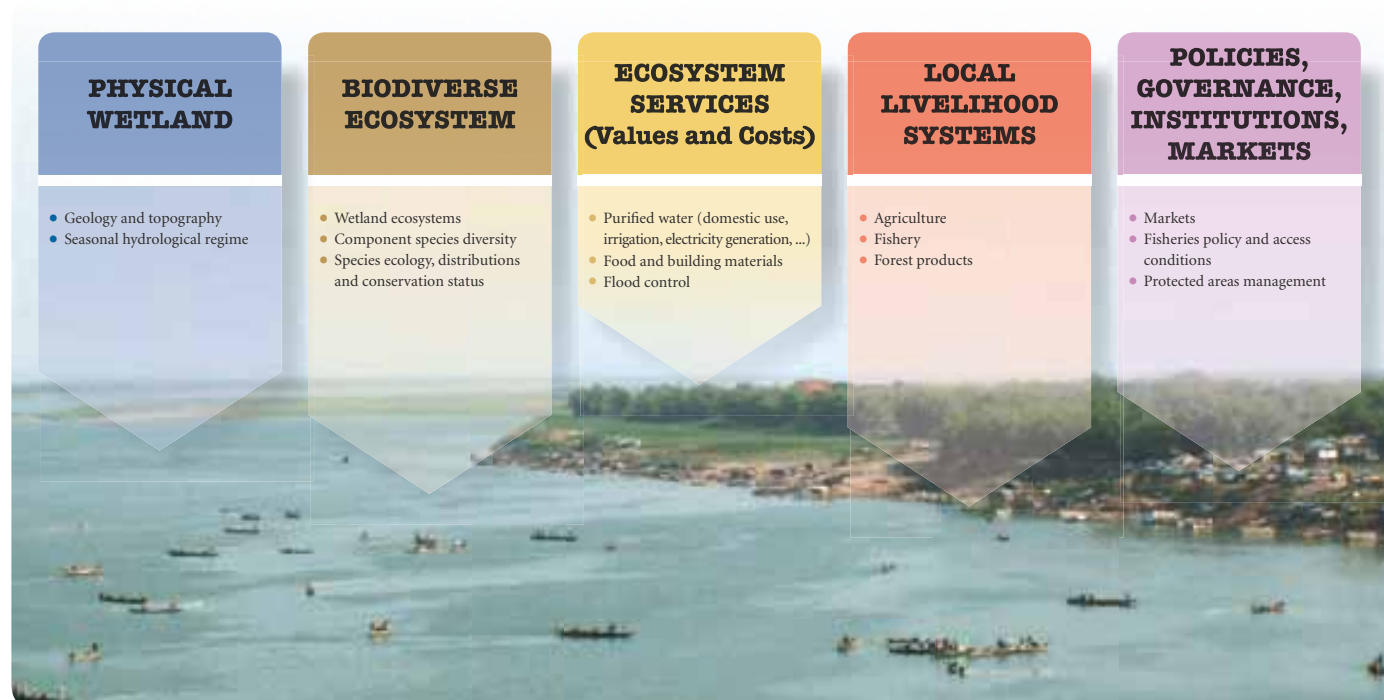 PHYSICAL
WETLAND
• Geology and topography
• Seasonal hydrological regime
BIODIVERSE
ECOSYSTEM
• Wetland ecosystems
• Component species diversity
• Species ecology, distributions
and conservation status
ECOSYSTEM
SERVICES
(Values and Costs)
• Purified water (domestic use,
irrigation, electricity generation, ...)
• Food and building materials
• Flood control
LOCAL
LIVELIHOOD
SYSTEMS
• Agriculture
• Fishery
• Forest products
POLICIES,
GOVERNANCE,
INSTITUTIONS,
MARKETS
• Markets
• Fisheries policy and access
conditions
• Protected areas management